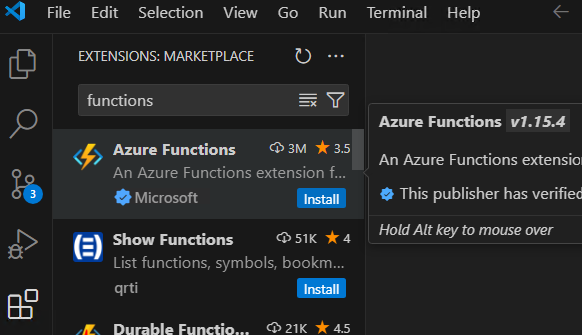 File Edit Selection View Go Run Terminal Help
EXTENSIONS: MARKETPLACE
functions
Azure Functions 3M 3.5
An Azure Functions extension f...
Microsoft Install
Show Functions 51K 4
List functions, symbols, bookm...
qrti Install
Durable Functio... 21K 4.5
3
Azure Functions v1.15.4
An Azure Functions extensio
This publisher has verified
Hold Alt key to mouse over